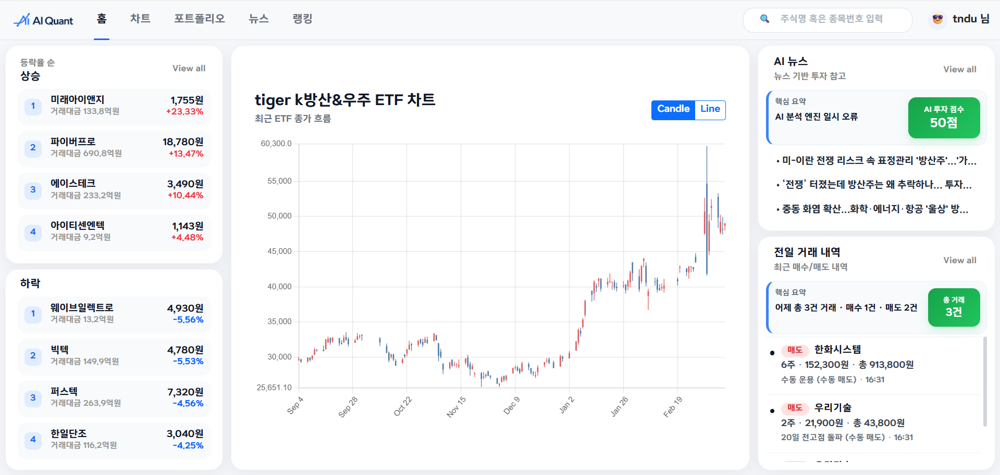 AI Quant
홈
차트
포트폴리오
뉴스
랭킹
주식명 혹은 종목번호 입력
tndu 님
등락율 순
상승
View all
1
미래아이앤지
1,755원
거래대금 133.8억원
+23.33%
2
파이버프로
18,780원
거래대금 690.8억원
+13.47%
3
에이스테크
3,490원
거래대금 233.2억원
+10.44%
4
아이티센엔텍
1,143원
거래대금 9.2억원
+4.48%
하락
1
웨이브일렉트로
4,930원
거래대금 13.2억원
-5.56%
2
빅텍
4,780원
거래대금 149.9억원
-5.53%
3
퍼스텍
7,320원
거래대금 263.9억원
-4.56%
4
한일단조
3,040원
거래대금 116.2억원
-4.25%
tiger k방산&우주 ETF 차트
최근 ETF 종가 흐름
Candle
Line
60,300.0
55,000
50,000
45,000
40,000
35,000
30,000
25,651.10
Sep 4
Sep 28
Oct 22
Nov 15
Dec 9
Jan 2
Jan 26
Feb 19
AI 뉴스
뉴스 기반 투자 참고
View all
핵심 요약
AI 분석 엔진 일시 오류
AI 투자 점수
50점
• 미-이란 전쟁 리스크 속 표정관리 '방산주'...'가...
• ‘전쟁’ 터졌는데 방산주는 왜 추락하나... 투자...
• 중동 화염 확산...화학·에너지·항공 '울상' 방...
전일 거래 내역
최근 매수/매도 내역
View all
핵심 요약
어제 총 3건 거래 · 매수 1건 · 매도 2건
총 거래
3건
매도 한화시스템
6주 · 152,300원 · 총 913,800원
수동 운용 (수동 매도) · 16:31
매도 우리기술
2주 · 21,900원 · 총 43,800원
20일 전고점 돌파 (수동 매도) · 16:31